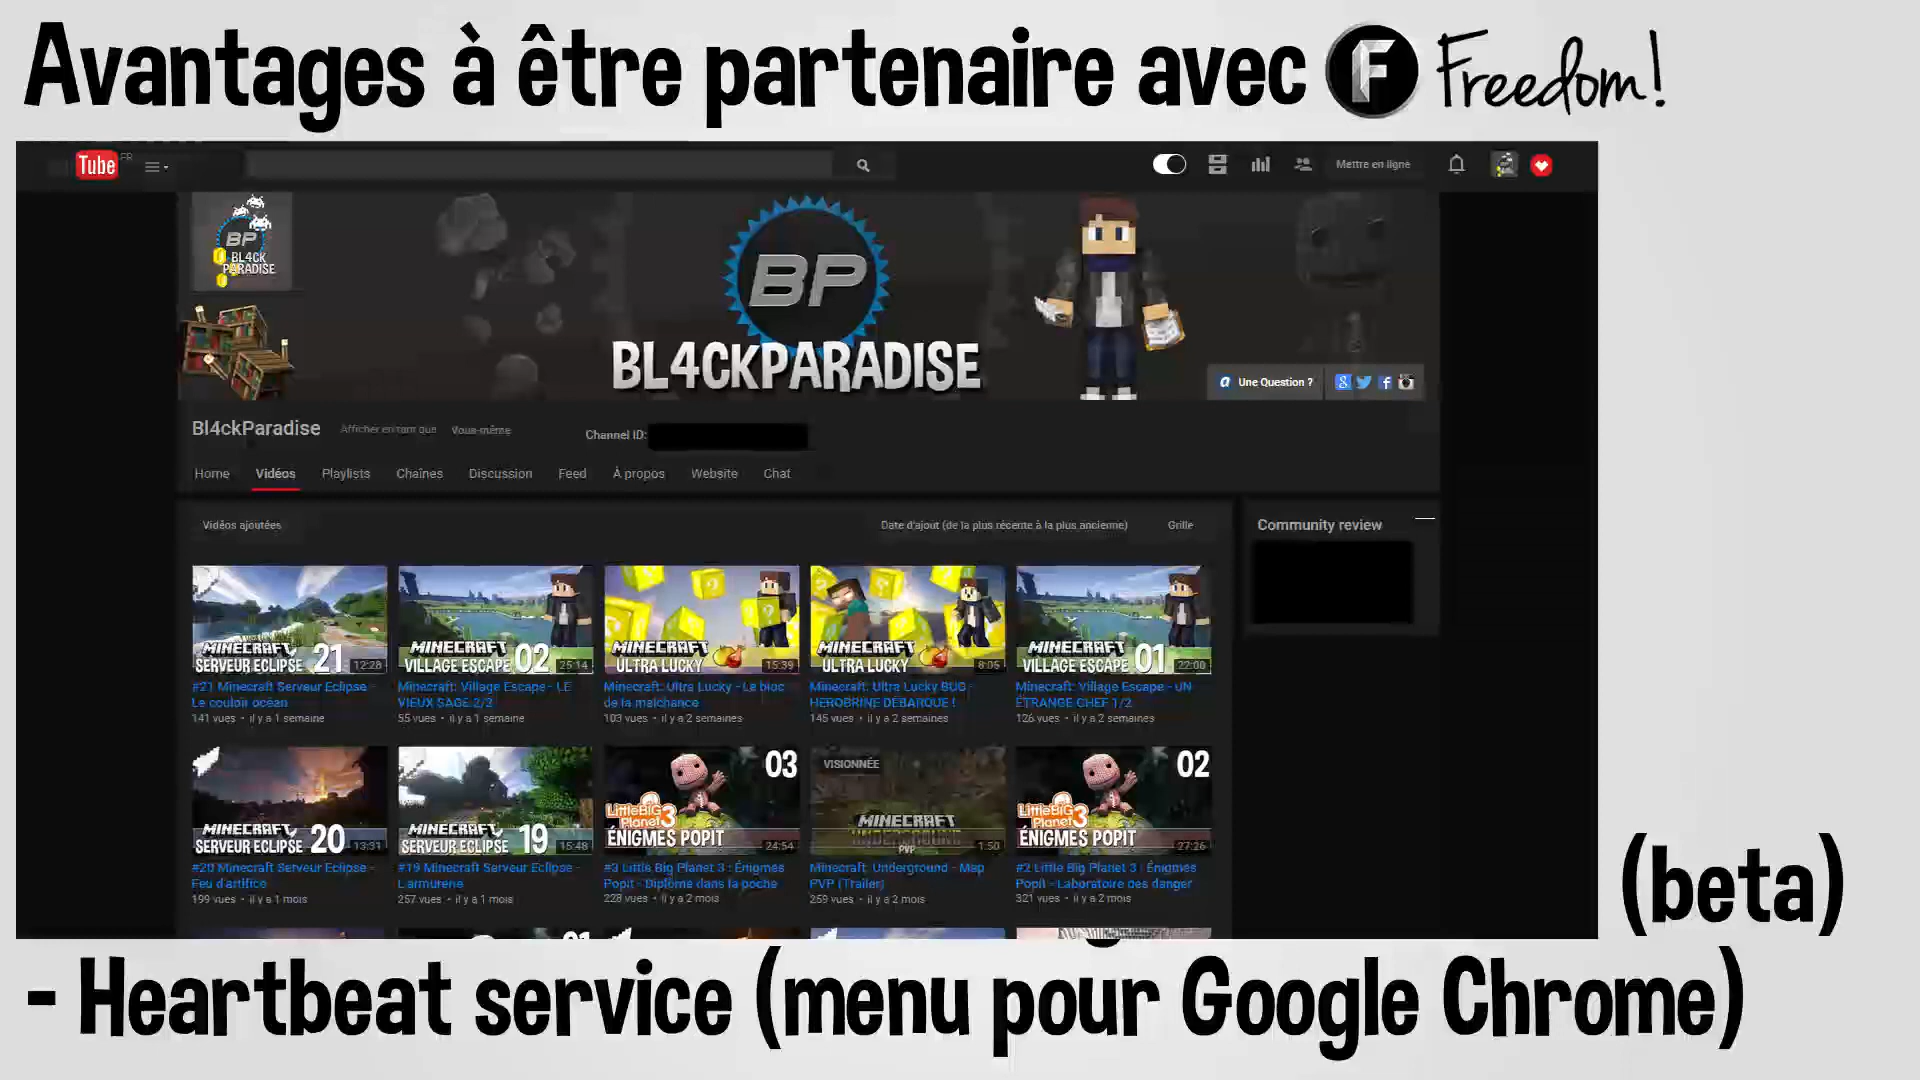 Avantages à être partenaire avec F Freedom!
Tube FR
Mettre en ligne
BP
BL4CK
PARADISE
BP
BL4CKPARADISE
Une Question ?
Bl4ckParadise Afficher en tant que Vous-même Channel ID:
Home Vidéos Playlists Chaînes Discussion Feed À propos Website Chat
Vidéos ajoutées Date d'ajout (de la plus récente à la plus ancienne) Grille Community review
MINECRAFT MINECRAFT MINECRAFT MINECRAFT MINECRAFT
SERVEUR ECLIPSE 21 12:28 VILLAGE ESCAPE 02 25:14 ULTRA LUCKY 15:39 ULTRA LUCKY 8:05 VILLAGE ESCAPE 01 22:00
#21 Minecraft Serveur Eclipse - Minecraft: Village Escape - LE Minecraft: Ultra Lucky - Le bloc Minecraft: Ultra Lucky BUG - Minecraft: Village Escape - UN
Le couloir océan VIEUX SAGE 2/2 de la malchance HEROBRINE DEBARQUE ! ÉTRANGE CHEF 1/2
141 vues • il y a 1 semaine 55 vues • il y a 1 semaine 103 vues • il y a 2 semaines 145 vues • il y a 2 semaines 126 vues • il y a 2 semaines
03 VISIONNÉE 02
MINECRAFT MINECRAFT LittleBigPlanet 3 MINECRAFT LittleBigPlanet 3
SERVEUR ECLIPSE 20 13:31 SERVEUR ECLIPSE 19 15:48 ÉNIGMES POPIT 24:54 UNDERGROUND PVP 1:50 ÉNIGMES POPIT 27:26
#20 Minecraft Serveur Eclipse - #19 Minecraft Serveur Eclipse - #3 Little Big Planet 3 : Énigmes Minecraft: Underground - Map #2 Little Big Planet 3 : Énigmes
Feu d'artifice L'armurerie Popit - Diplôme dans la poche PVP (Trailer) Popit - Laboratoire des danger
199 vues • il y a 1 mois 257 vues • il y a 1 mois 228 vues • il y a 2 mois 259 vues • il y a 2 mois 321 vues • il y a 2 mois
(beta)
- Heartbeat service (menu pour Google Chrome)